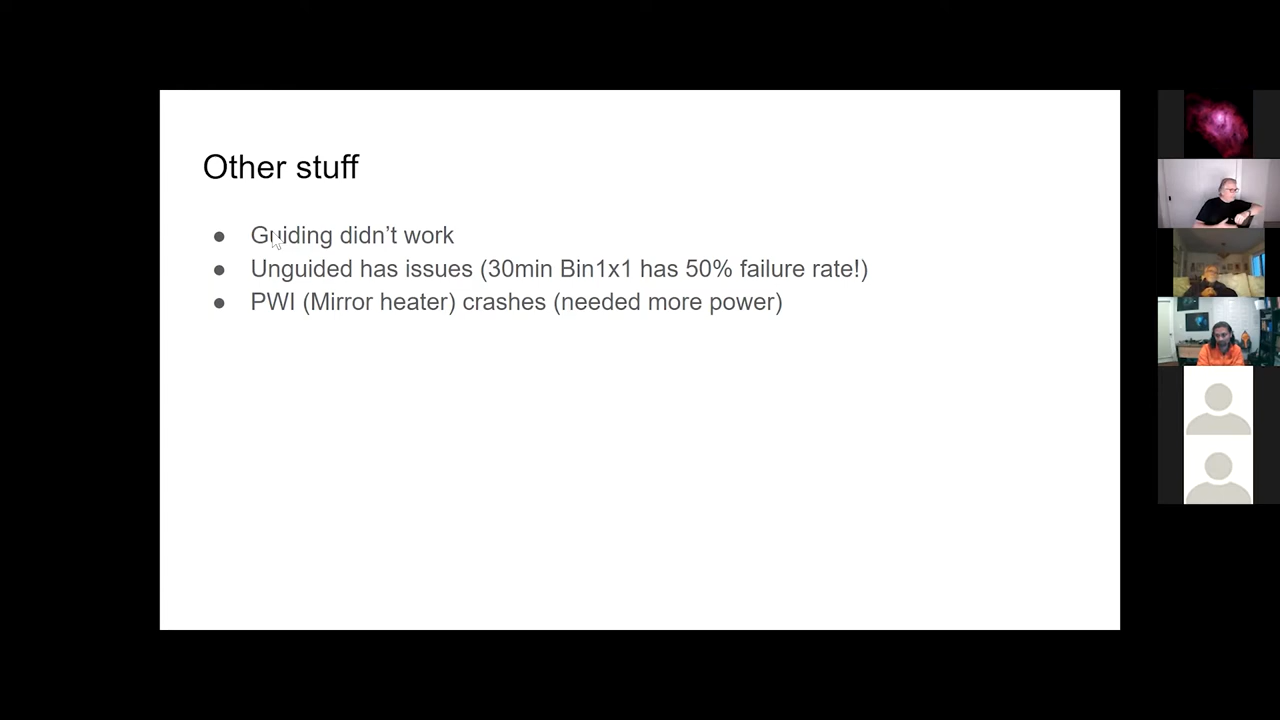 Other stuff
● Guiding didn’t work
● Unguided has issues (30min Bin1x1 has 50% failure rate!)
● PWI (Mirror heater) crashes (needed more power)